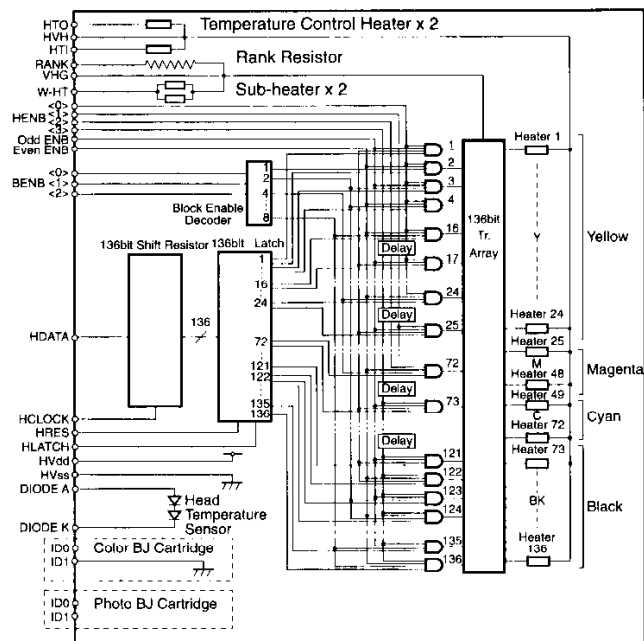 HTO
Temperature Control Heater x 2
HVH
HTI
RANK
Rank Resistor
VHG
W-HT
Sub-heater x 2
<0>
HENB <1>
<2>
<3>
Odd ENB
Even ENB
<0>
BENB <1>
<2>
1
2
4
8
Block Enable
Decoder
136bit Shift Resistor
136bit Latch
1
16
24
72
121
122
135
136
HDATA
136
HCLOCK
HRES
HLATCH
HVdd
HVss
DIODE A
Head
Temperature
Sensor
DIODE K
ID0
Color BJ Cartridge
ID1
ID0
Photo BJ Cartridge
ID1
1
2
3
4
16
Delay
17
24
Delay
25
72
Delay
73
Delay
121
122
123
124
135
136
136bit
Tr.
Array
Heater 1
Y
Yellow
Heater 24
Heater 25
M
Magenta
Heater 48
Heater 49
C
Cyan
Heater 72
Heater 73
BK
Black
Heater
136